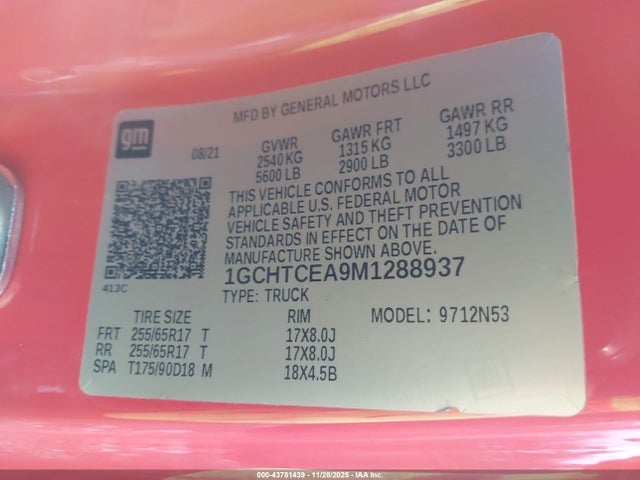 MFD BY GENERAL MOTORS LLC
gm
08/21
GVWR GAWR FRT GAWR RR
2540 KG 1315 KG 1497 KG
5600 LB 2900 LB 3300 LB
THIS VEHICLE CONFORMS TO ALL
APPLICABLE U.S. FEDERAL MOTOR
VEHICLE SAFETY AND THEFT PREVENTION
STANDARDS IN EFFECT ON THE DATE OF
MANUFACTURE SHOWN ABOVE.
413C
1GCHTCEA9M1288937
TYPE: TRUCK
TIRE SIZE RIM MODEL: 9712N53
FRT 255/65R17 T 17X8.0J
RR 255/65R17 T 17X8.0J
SPA T175/90D18 M 18X4.5B
00-43781439 - 11/28/2025 - IAA Inc.